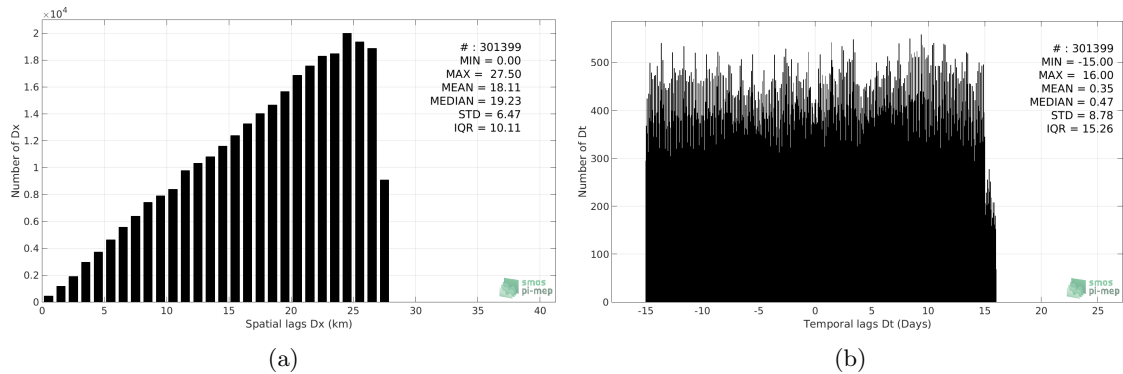 ×10⁴
2
1.8
1.6
1.4
1.2
1
0.8
0.6
0.4
0.2
0
Number of Dx
# : 301399
MIN = 0.00
MAX = 27.50
MEAN = 18.11
MEDIAN = 19.23
STD = 6.47
IQR = 10.11
smos
pi-mep
0 5 10 15 20 25 30 35 40
Spatial lags Dx (km)
(a)
500
400
300
200
100
0
Number of Dt
# : 301399
MIN = -15.00
MAX = 16.00
MEAN = 0.35
MEDIAN = 0.47
STD = 8.78
IQR = 15.26
smos
pi-mep
-15 -10 -5 0 5 10 15 20 25
Temporal lags Dt (Days)
(b)